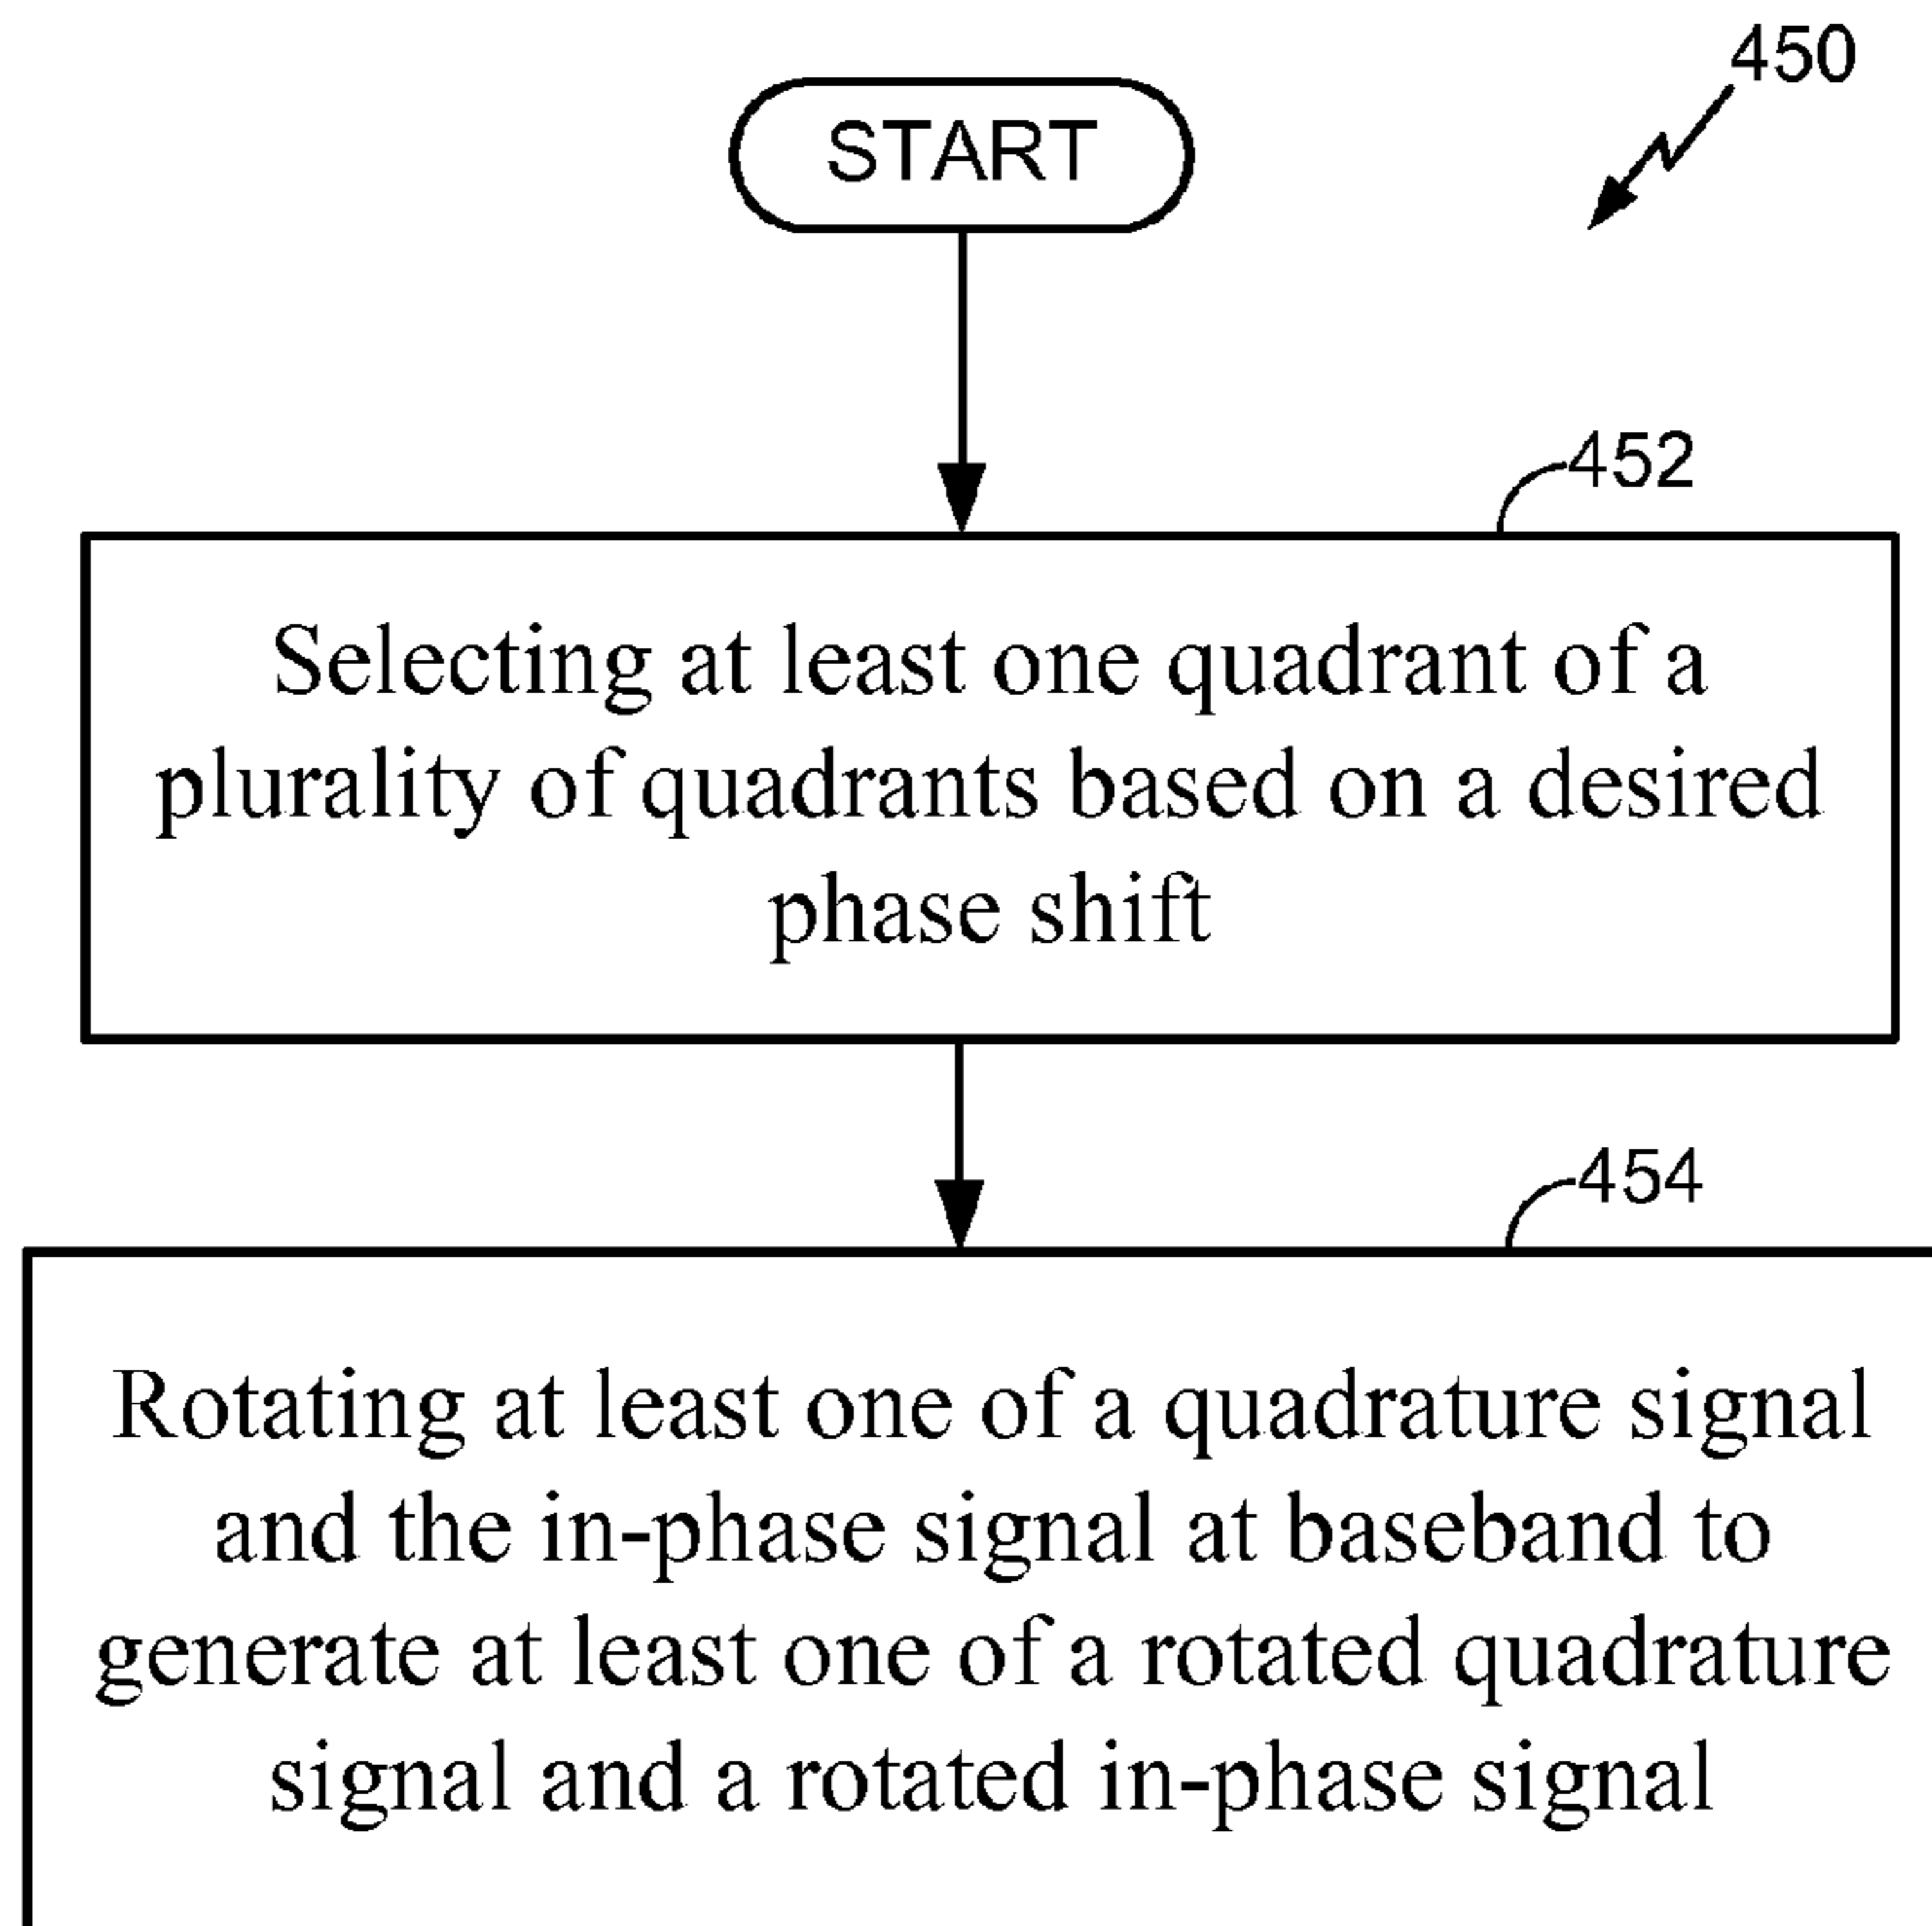 450
START
452
Selecting at least one quadrant of a
plurality of quadrants based on a desired
phase shift
454
Rotating at least one of a quadrature signal
and the in-phase signal at baseband to
generate at least one of a rotated quadrature
signal and a rotated in-phase signal